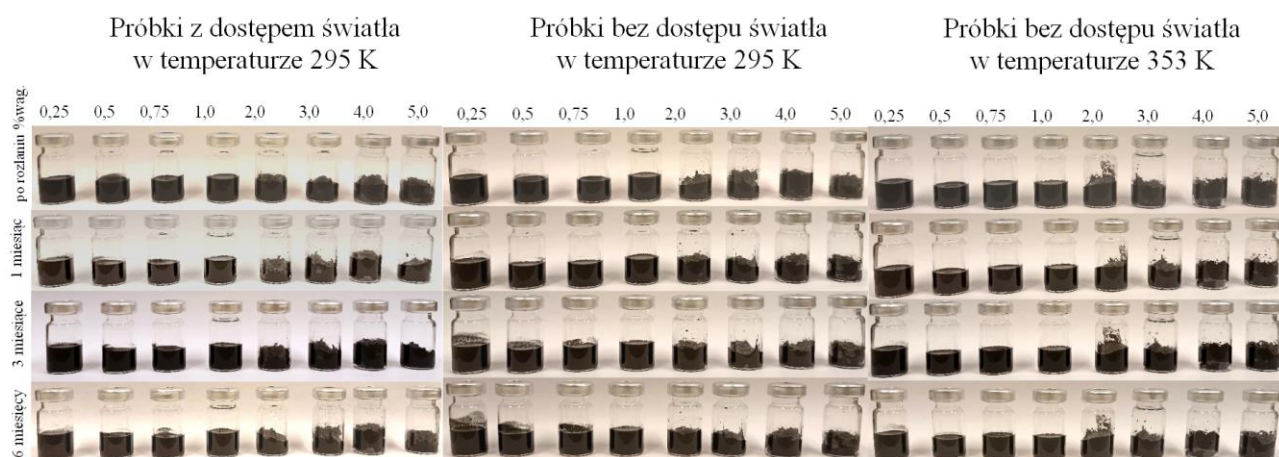 Próbki z dostępem światła
w temperaturze 295 K
Próbki bez dostępu światła
w temperaturze 295 K
Próbki bez dostępu światła
w temperaturze 353 K
po rozlaniu %wag.
0,25 0,5 0,75 1,0 2,0 3,0 4,0 5,0
0,25 0,5 0,75 1,0 2,0 3,0 4,0 5,0
0,25 0,5 0,75 1,0 2,0 3,0 4,0 5,0
1 miesiąc
3 miesiące
6 miesięcy